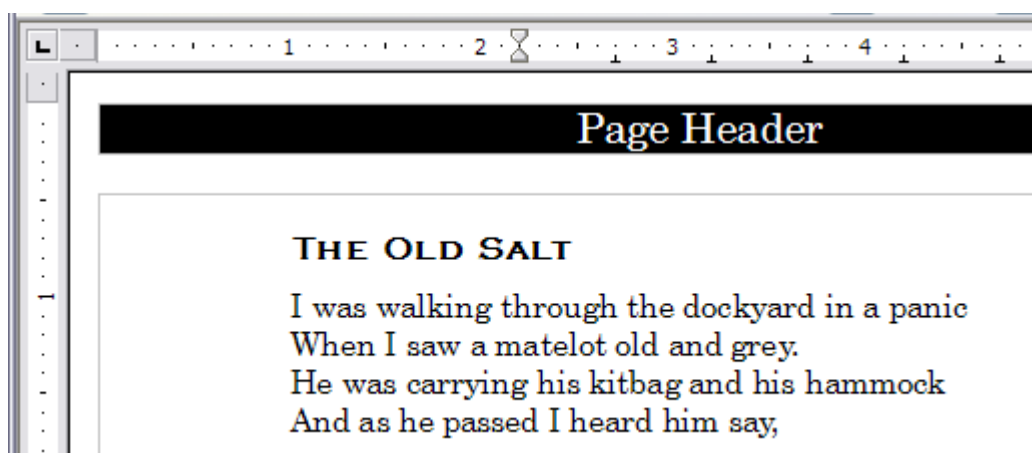 1 2 3 4
Page Header
1
THE OLD SALT
I was walking through the dockyard in a panic
When I saw a matelot old and grey.
He was carrying his kitbag and his hammock
And as he passed I heard him say,